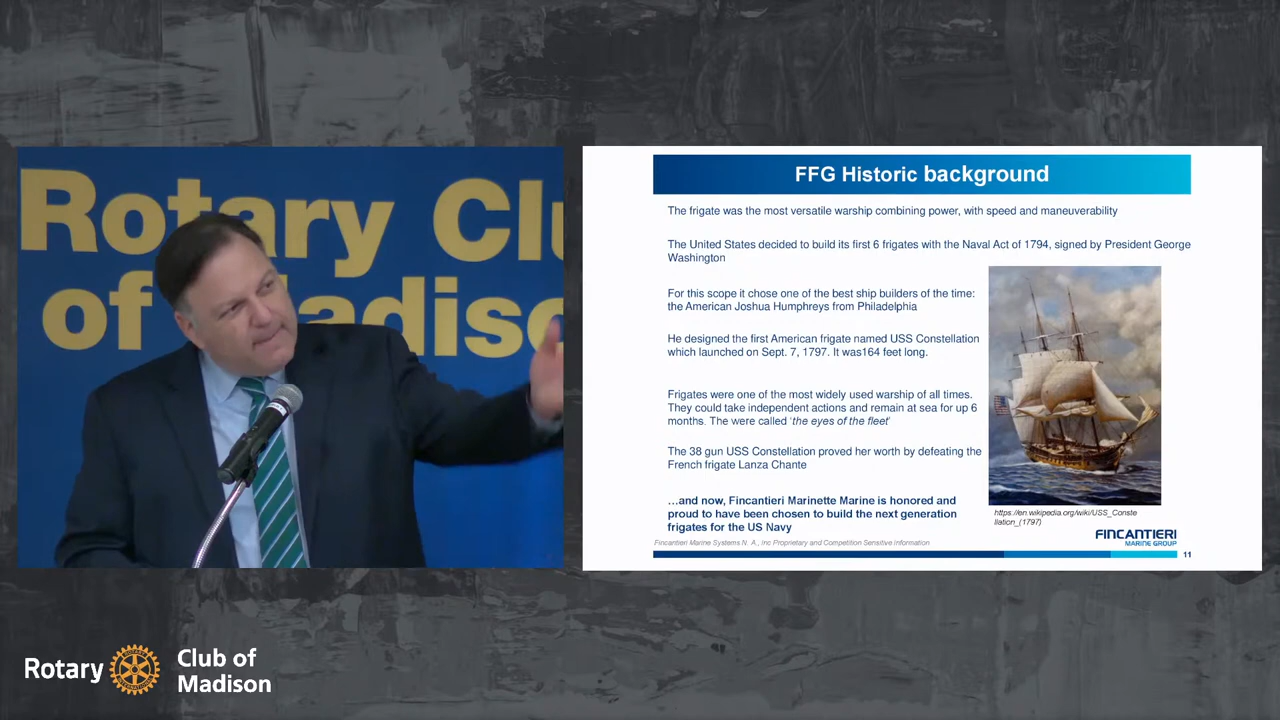 Rotary Clu
of Madiso
FFG Historic background
The frigate was the most versatile warship combining power, with speed and maneuverability
The United States decided to build its first 6 frigates with the Naval Act of 1794, signed by President George
Washington
For this scope it chose one of the best ship builders of the time:
the American Joshua Humphreys from Philadelphia
He designed the first American frigate named USS Constellation
which launched on Sept. 7, 1797. It was164 feet long.
Frigates were one of the most widely used warship of all times.
They could take independent actions and remain at sea for up 6
months. The were called 'the eyes of the fleet'
The 38 gun USS Constellation proved her worth by defeating the
French frigate Lanza Chante
…and now, Fincantieri Marinette Marine is honored and
proud to have been chosen to build the next generation
frigates for the US Navy
https://en.wikipedia.org/wiki/USS_Conste
llation_(1797)
FINCANTIERI
MARINE GROUP
Fincantieri Marine Systems N. A., Inc Proprietary and Competition Sensitive Information
11
Rotary
Club of
Madison